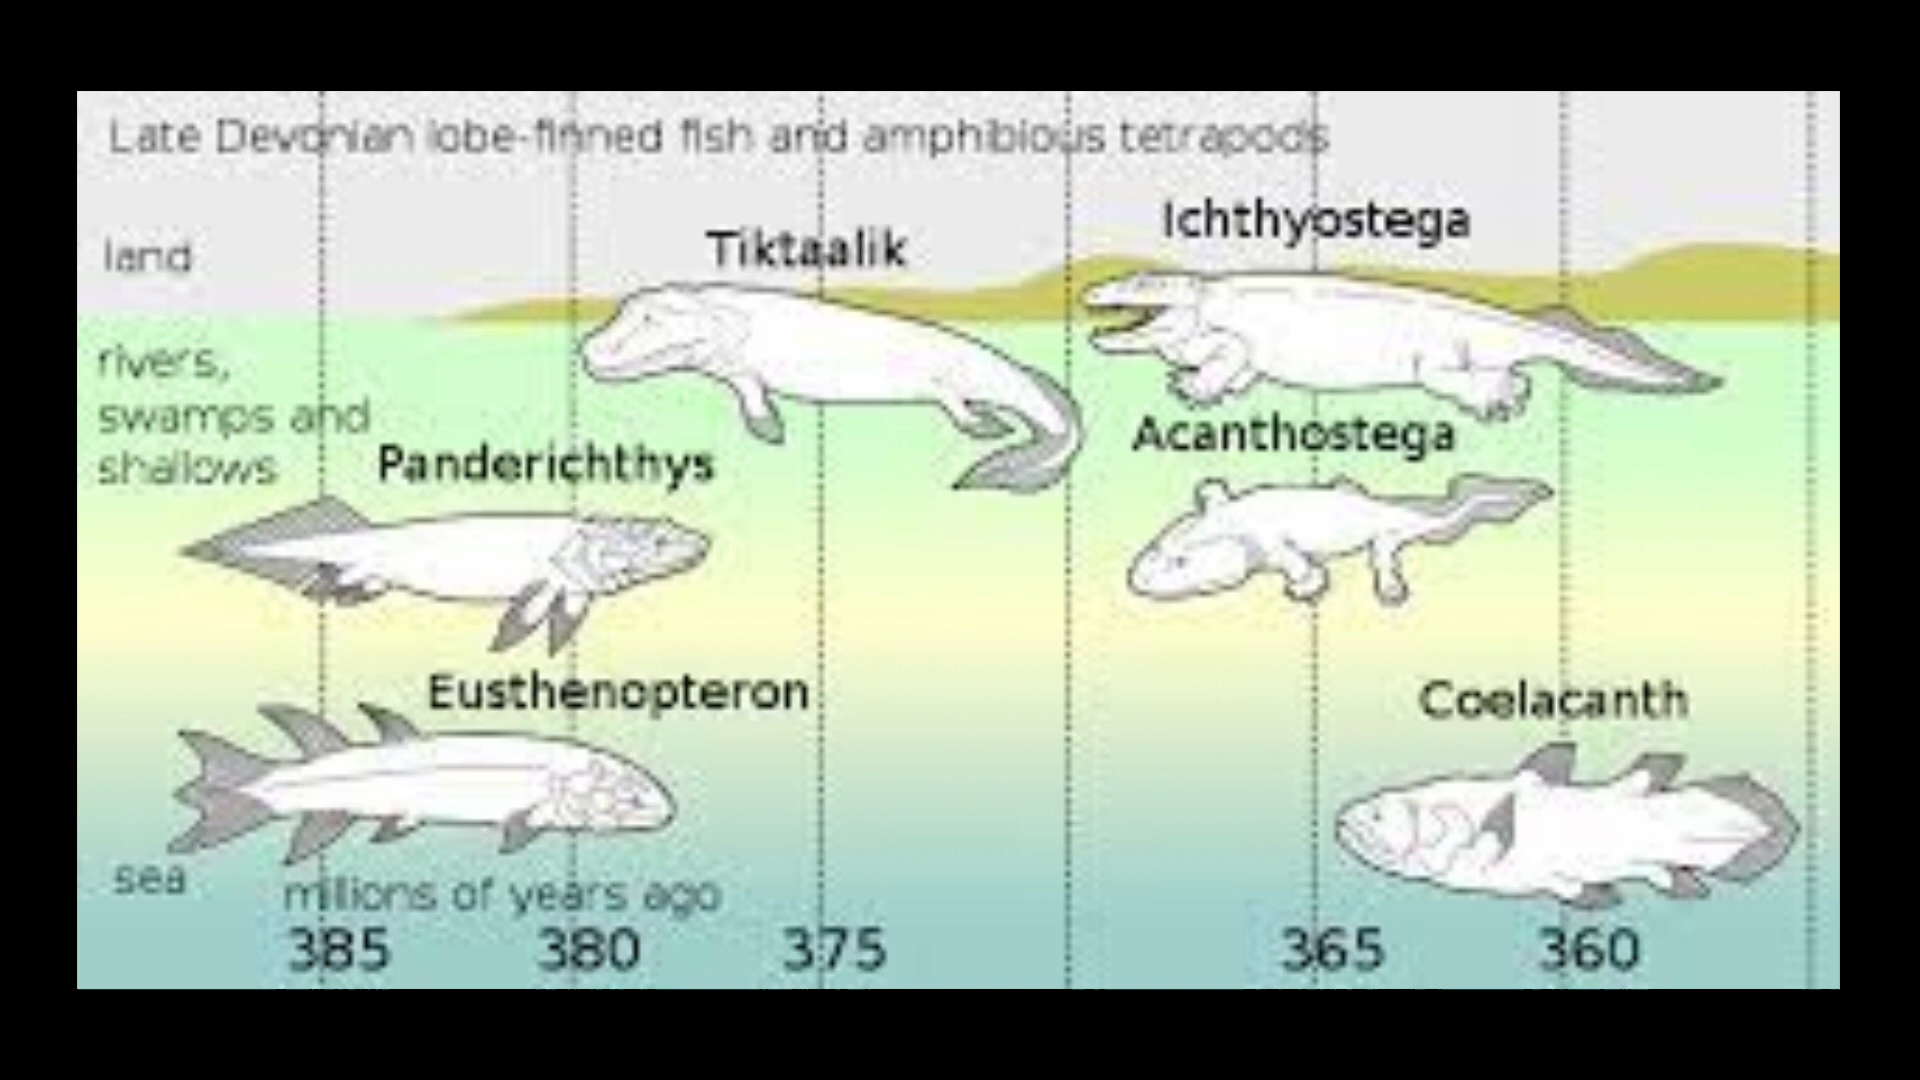 Late Devonian lobe-finned fish and amphibious tetrapods
Ichthyostega
Tiktaalik
land
rivers,
swamps and
shallows
Panderichthys
Acanthostega
Eusthenopteron
Coelacanth
sea
millions of years ago
385 380 375 365 360